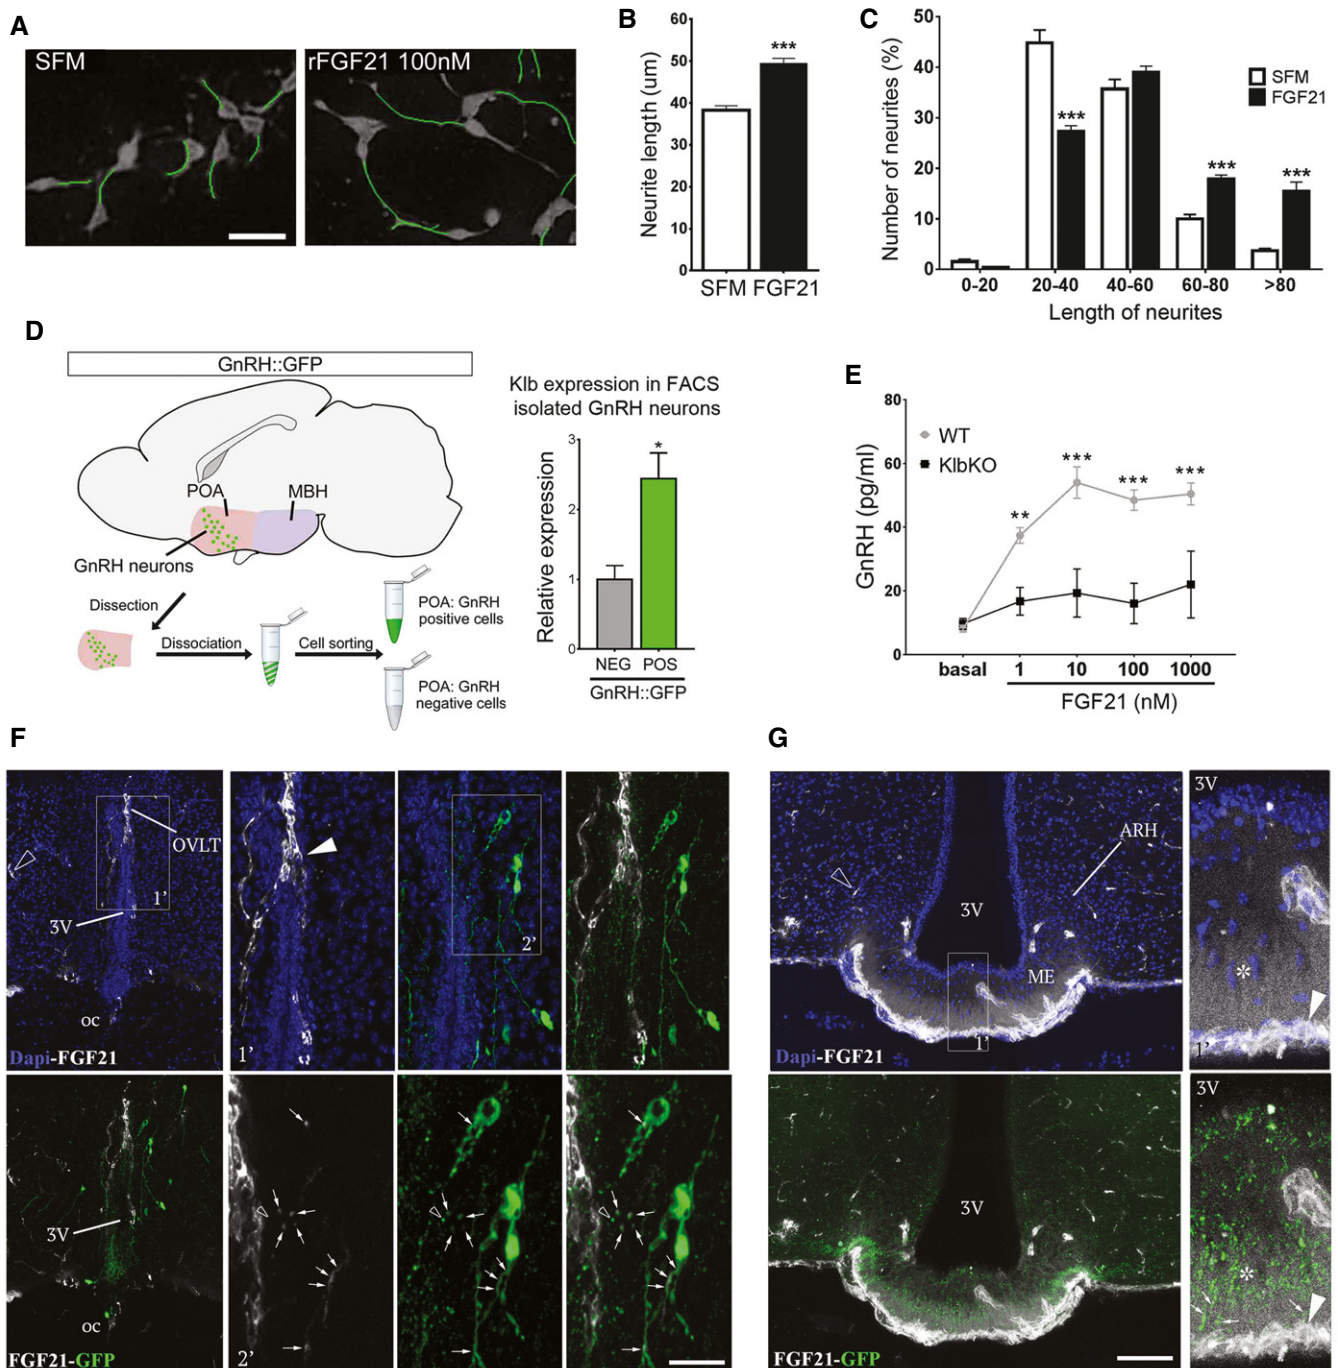 A
SFM
rFGF21 100nM
B
Neurite length (um)
60
50
40
30
20
10
0
***
SFM FGF21
C
Number of neurites (%)
50
40
30
20
10
0
***
***
***
SFM
FGF21
0-20 20-40 40-60 60-80 >80
Length of neurites
D
GnRH::GFP
POA
MBH
GnRH neurons
Dissection
Dissociation
Cell sorting
POA: GnRH
positive cells
POA: GnRH
negative cells
Klb expression in FACS
isolated GnRH neurons
Relative expression
3
2
1
0
*
NEG POS
GnRH::GFP
E
GnRH (pg/ml)
80
60
40
20
0
WT
KlbKO
**
***
***
***
basal 1 10 100 1000
FGF21 (nM)
F
OVLT
1'
3V
oc
Dapi-FGF21
1'
2'
3V
oc
FGF21-GFP
2'
G
ARH
3V
ME
1'
Dapi-FGF21
3V
*
1'
3V
FGF21-GFP
3V
*